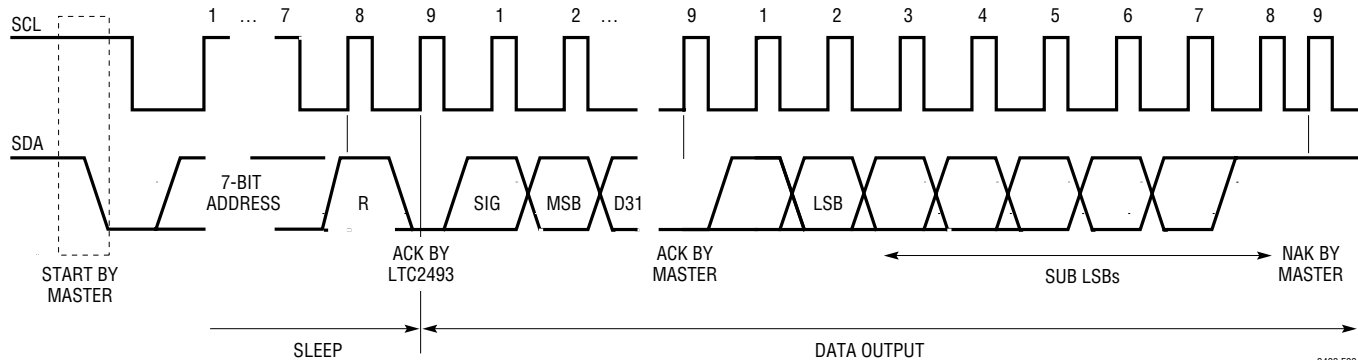 1 … 7 8 9 1 2 … 9 1 2 3 4 5 6 7 8 9
SCL
SDA
7-BIT
ADDRESS
R
SIG
MSB
D31
LSB
START BY
MASTER
ACK BY
LTC2493
ACK BY
MASTER
SUB LSBs
NAK BY
MASTER
SLEEP
DATA OUTPUT